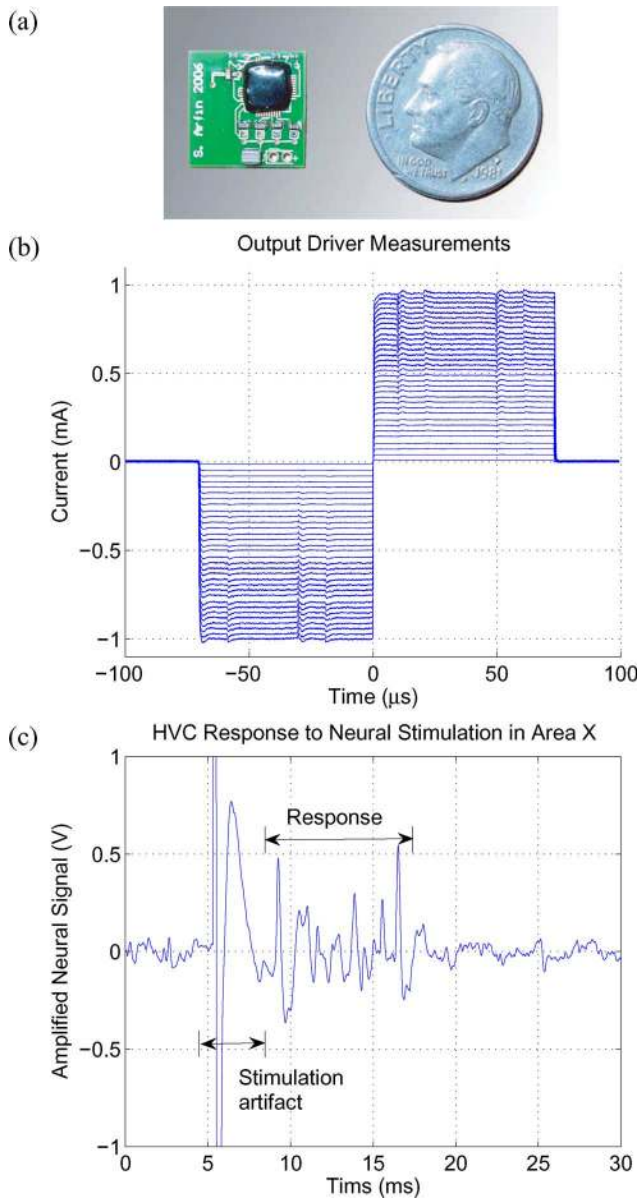 (a)
S. Arfin 2006
LIBERTY
IN GOD
WE TRUST
1981
(b)
Output Driver Measurements
1
0.5
0
−0.5
−1
Current (mA)
−100
−50
0
50
100
Time (μs)
(c)
HVC Response to Neural Stimulation in Area X
1
0.5
0
−0.5
−1
Amplified Neural Signal (V)
Response
Stimulation
artifact
0
5
10
15
20
25
30
Tims (ms)